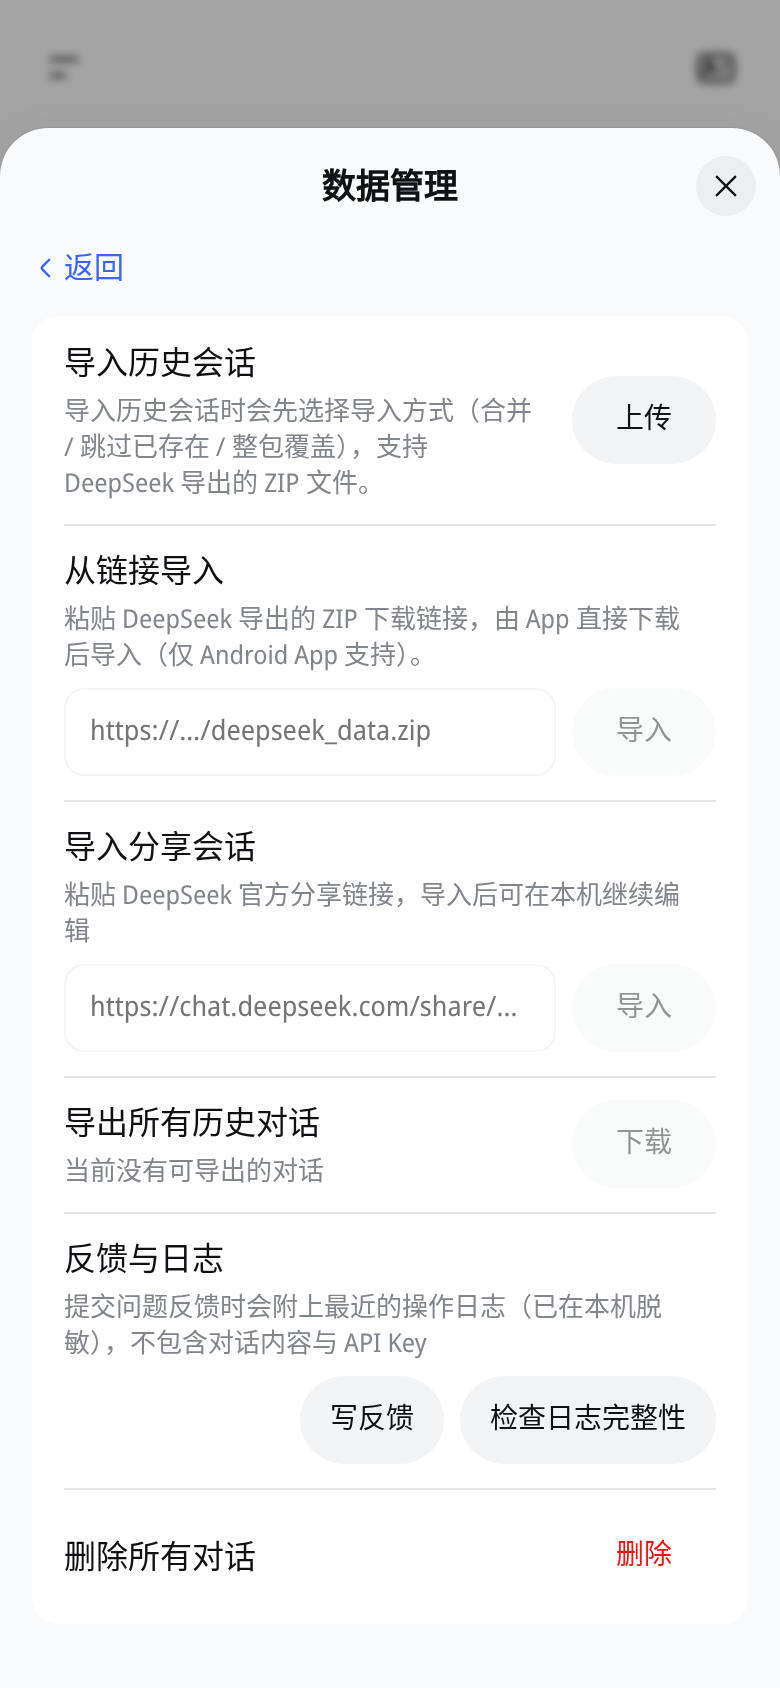 数据管理
返回
导入历史会话
导入历史会话时会先选择导入方式（合并
/ 跳过已存在 / 整包覆盖），支持
DeepSeek 导出的 ZIP 文件。
上传
从链接导入
粘贴 DeepSeek 导出的 ZIP 下载链接，由 App 直接下载
后导入（仅 Android App 支持）。
https://.../deepseek_data.zip
导入
导入分享会话
粘贴 DeepSeek 官方分享链接，导入后可在本机继续编
辑
https://chat.deepseek.com/share/...
导入
导出所有历史对话
当前没有可导出的对话
下载
反馈与日志
提交问题反馈时会附上最近的操作日志（已在本机脱
敏），不包含对话内容与 API Key
写反馈
检查日志完整性
删除所有对话
删除